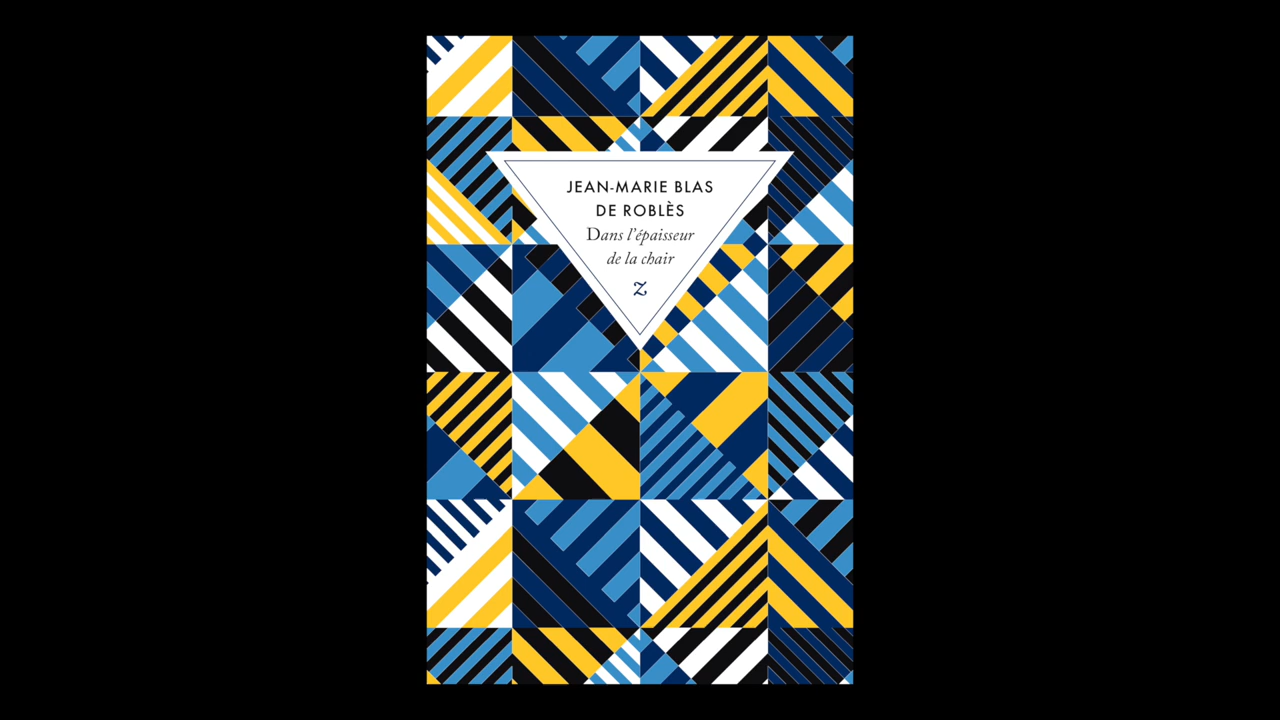 JEAN-MARIE BLAS
DE ROBLÈS
Dans l’épaisseur
de la chair
Z